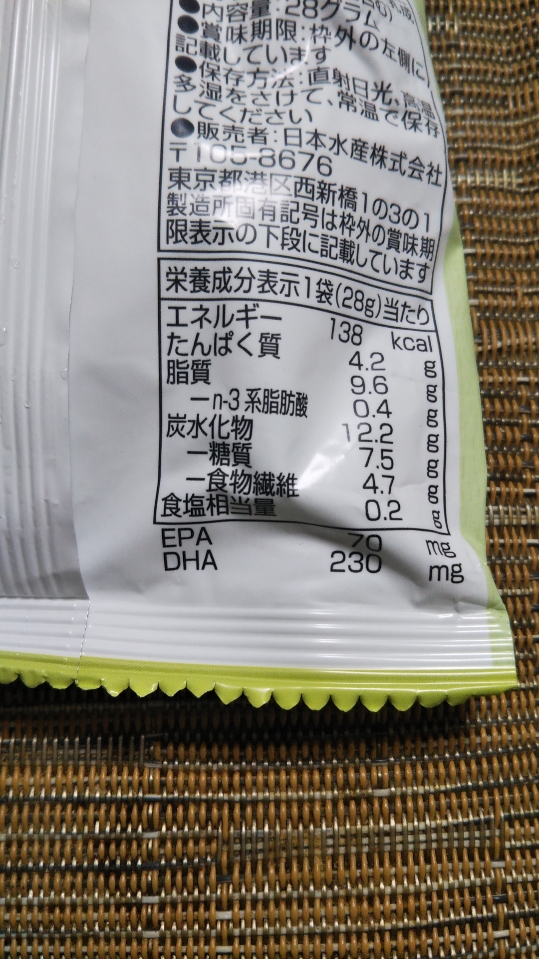 ●内容量:28グラム
●賞味期限:枠外の左側に
記載しています
●保存方法:直射日光、高温
多湿をさけて、常温で保存
してください
●販売者:日本水産株式会社
〒105-8676
東京都港区西新橋1の3の1
製造所固有記号は枠外の賞味期
限表示の下段に記載しています
栄養成分表示1袋(28g)当たり
エネルギー 138 kcal
たんぱく質 4.2 g
脂質 9.6 g
ーn-3系脂肪酸 0.4 g
炭水化物 12.2 g
ー糖質 7.5 g
ー食物繊維 4.7 g
食塩相当量 0.2 g
EPA 70 mg
DHA 230 mg